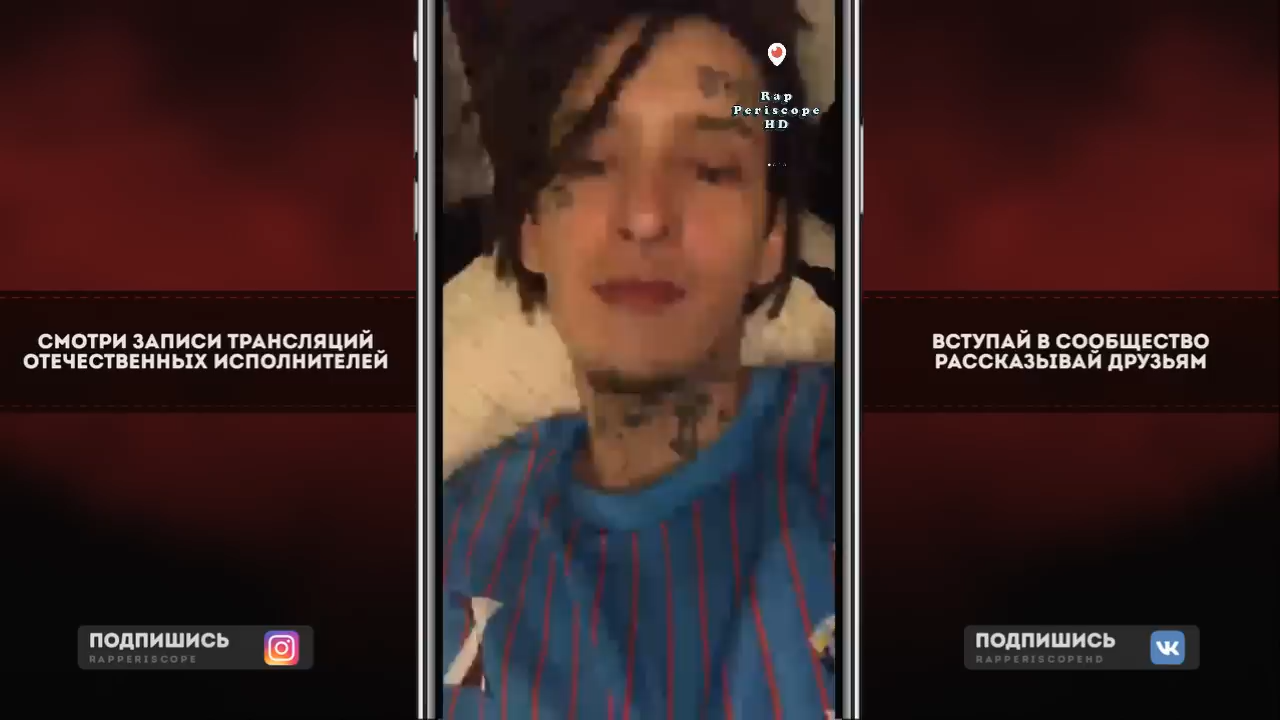 Rap
Periscope
HD
СМОТРИ ЗАПИСИ ТРАНСЛЯЦИЙ
ОТЕЧЕСТВЕННЫХ ИСПОЛНИТЕЛЕЙ
ВСТУПАЙ В СООБЩЕСТВО
РАССКАЗЫВАЙ ДРУЗЬЯМ
ПОДПИШИСЬ
RAPPERISCOPE
ПОДПИШИСЬ
RAPPERISCOPEHD